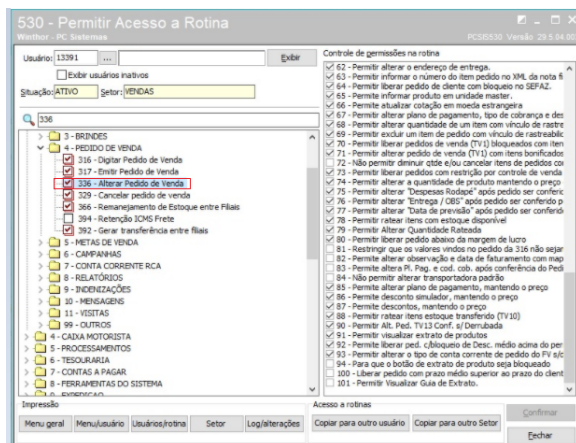 530 - Permitir Acesso a Rotina
Winthor - PC Sistemas
PCSIS530 Versão 29.5.04.00
Usuário: 13391 ... Exibir
Exibir usuários inativos
Situação: ATIVO Setor: VENDAS
336
3 - BRINDES
4 - PEDIDO DE VENDA
316 - Digitar Pedido de Venda
317 - Emitir Pedido de Venda
336 - Alterar Pedido de Venda
329 - Cancelar pedido de Venda
366 - Remanejamento de Estoque entre Filiais
394 - Retenção ICMS Frete
392 - Gerar transferência entre filiais
5 - METAS DE VENDA
6 - CAMPANHAS
7 - CONTA CORRENTE RCA
8 - RELATÓRIOS
9 - INDENIZAÇÕES
10 - MENSAGENS
11 - VISITAS
99 - OUTROS
4 - CAIXA MOTORISTA
5 - PROCESSAMENTOS
6 - TESOURARIA
7 - CONTAS A PAGAR
8 - FERRAMENTAS DO SISTEMA
9 - EXPEDIÇÃO
Controle de permissões na rotina
62 - Permitir alterar o endereço de entrega.
63 - Permitir informar o número do item pedido no XML da nota fi
64 - Permitir liberar pedido de cliente com bloqueio no SEFAZ.
65 - Permite informar produto em unidade master.
66 - Permite atualizar cotação em moeda estrangeira
67 - Permitir alterar plano de pagamento, tipo de cobrança e des
68 - Permitir alterar quantidade de um item com vínculo de rastre
69 - Permitir excluir um item de pedido com vínculo de rastreabilid
70 - Permitir liberar pedidos de venda (TV1) bloqueados com iten
71 - Permitir alterar pedido de venda (TV1) com itens bonificados
72 - Não permitir diminuir qtde e/ou cancelar itens de pedidos co
73 - Permitir liberar pedidos com restrição por controle de venda
74 - Permitir alterar a quantidade de produto mantendo o preço
75 - Permitir alterar "Despesas Rodapé" após pedido ser conferic
76 - Permitir alterar "Entrega / OBS" após pedido ser conferido p
77 - Permitir alterar "Data de previsão" após pedido ser conferido
78 - Permitir ratear itens com estoque disponível
79 - Permitir Alterar Quantidade Rateada
80 - Permitir liberar pedido abaixo da margem de lucro
81 - Restringir que os valores vindos no pedido da 316 não sejar
82 - Permite alterar observação e data de faturamento com map
83 - Permite altera Pl. Pag. e cod. cob. após conferência do Pedi
84 - Não permitir alterar transportadora padrão
85 - Permite alterar plano de pagamento, mantendo o preço
86 - Permite desconto simulador, mantendo o preço
87 - Permite descontos, mantendo o preço
88 - Permitir ratear itens estoque transferido (TV10)
90 - Permitir Alt. Ped. TV13 Conf. s/ Derrubada
91 - Permitir visualizar extrato de produtos
92 - Permite liberar ped. c/bloqueio de Desc. médio acima do per
93 - Permitir alterar o tipo de conta corrente de pedido do FV s/c
94 - Para que o botão de extrato de produto seja bloqueado
100 - Liberar pedido com prazo médio superior ao prazo do client
101 - Permitir Visualizar Guia de Extrato.
Impressão
Menu geral Menu/usuário Usuários/rotina Setor Log/alterações
Acesso a rotinas
Copiar para outro usuário Copiar para outro Setor
Confirmar
Fechar